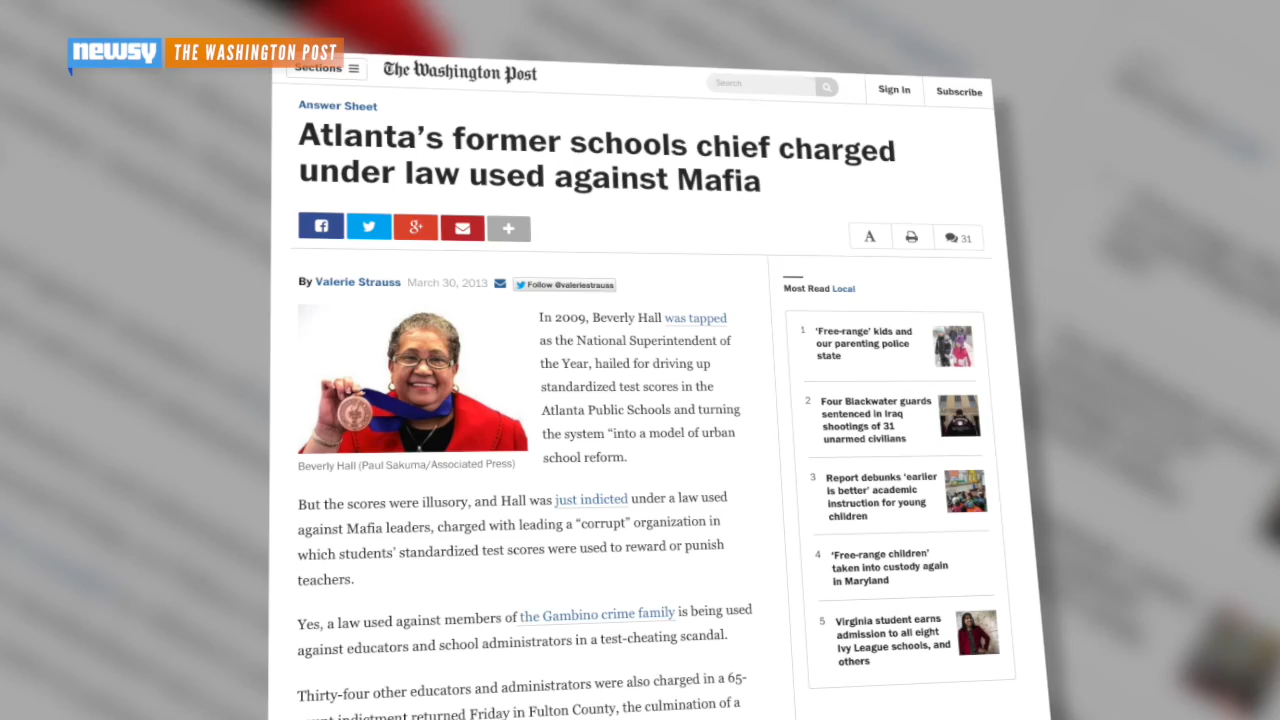 newsy THE WASHINGTON POST
Sections
The Washington Post
Search
Sign In
Subscribe
Answer Sheet
Atlanta's former schools chief charged
under law used against Mafia
g+
+
A
31
By Valerie Strauss March 30, 2013 Follow @valeriestrauss
In 2009, Beverly Hall was tapped
as the National Superintendent of
the Year, hailed for driving up
standardized test scores in the
Atlanta Public Schools and turning
the system “into a model of urban
school reform.
Beverly Hall (Paul Sakuma/Associated Press)
But the scores were illusory, and Hall was just indicted under a law used
against Mafia leaders, charged with leading a “corrupt” organization in
which students’ standardized test scores were used to reward or punish
teachers.
Yes, a law used against members of the Gambino crime family is being used
against educators and school administrators in a test-cheating scandal.
Thirty-four other educators and administrators were also charged in a 65-
indictment returned Friday in Fulton County, the culmination of a
Most Read Local
1 ‘Free-range’ kids and
our parenting police
state
2 Four Blackwater guards
sentenced in Iraq
shootings of 31
unarmed civilians
3 Report debunks ‘earlier
is better’ academic
instruction for young
children
4 ‘Free-range children’
taken into custody again
in Maryland
5 Virginia student earns
admission to all eight
Ivy League schools, and
others